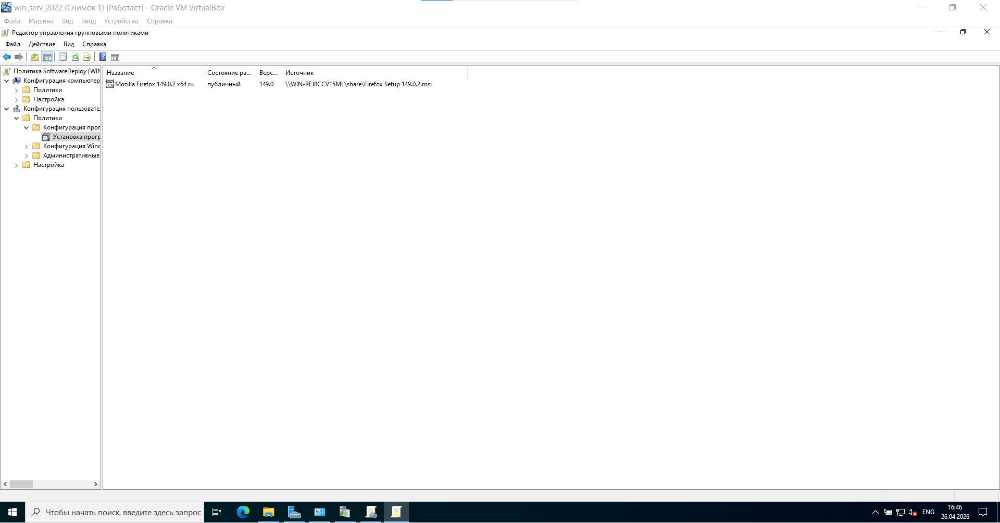 win_serv_2022 (Снимок 1) [Работает] - Oracle VM VirtualBox
Файл Машина Вид Ввод Устройства Справка
Редактор управления групповыми политиками
Файл Действие Вид Справка
Политика SoftwareDeploy [WIN
Конфигурация компьютер
Политики
Настройка
Конфигурация пользовате
Политики
Конфигурация прог
Установка прогр
Конфигурация Wind
Административные
Настройка
Название Состояние ра... Верс... Источник
Mozilla Firefox 149.0.2 x64 ru публичный 149.0 \\WIN-REJ8CCV15ML\share\Firefox Setup 149.0.2.msi
Чтобы начать поиск, введите здесь запрос
ENG
16:46
26.04.2026